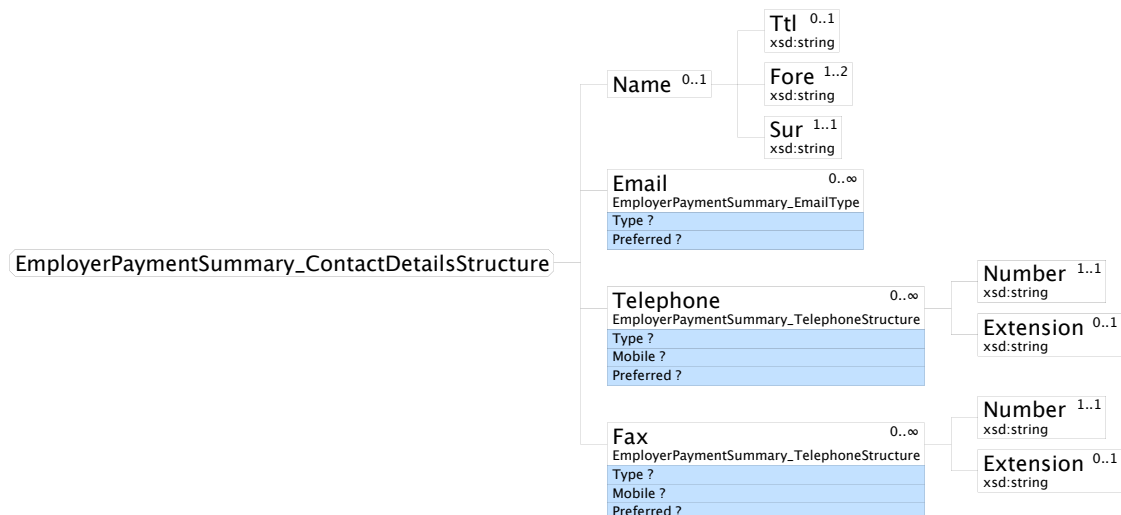 Ttl 0..1
xsd:string
Name 0..1
Fore 1..2
xsd:string
Sur 1..1
xsd:string
Email 0..∞
EmployerPaymentSummary_EmailType
Type ?
Preferred ?
EmployerPaymentSummary_ContactDetailsStructure
Telephone 0..∞
EmployerPaymentSummary_TelephoneStructure
Type ?
Mobile ?
Preferred ?
Number 1..1
xsd:string
Extension 0..1
xsd:string
Fax 0..∞
EmployerPaymentSummary_TelephoneStructure
Type ?
Mobile ?
Preferred ?
Number 1..1
xsd:string
Extension 0..1
xsd:string